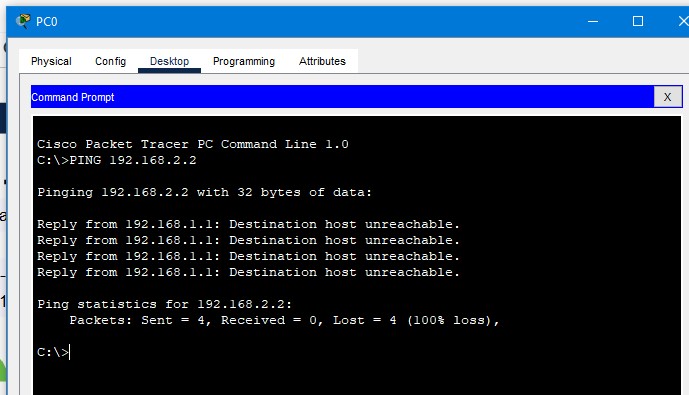 PC0
Physical Config Desktop Programming Attributes
Command Prompt X
Cisco Packet Tracer PC Command Line 1.0
C:\>PING 192.168.2.2
Pinging 192.168.2.2 with 32 bytes of data:
Reply from 192.168.1.1: Destination host unreachable.
Reply from 192.168.1.1: Destination host unreachable.
Reply from 192.168.1.1: Destination host unreachable.
Reply from 192.168.1.1: Destination host unreachable.
Ping statistics for 192.168.2.2:
Packets: Sent = 4, Received = 0, Lost = 4 (100% loss),
C:\>